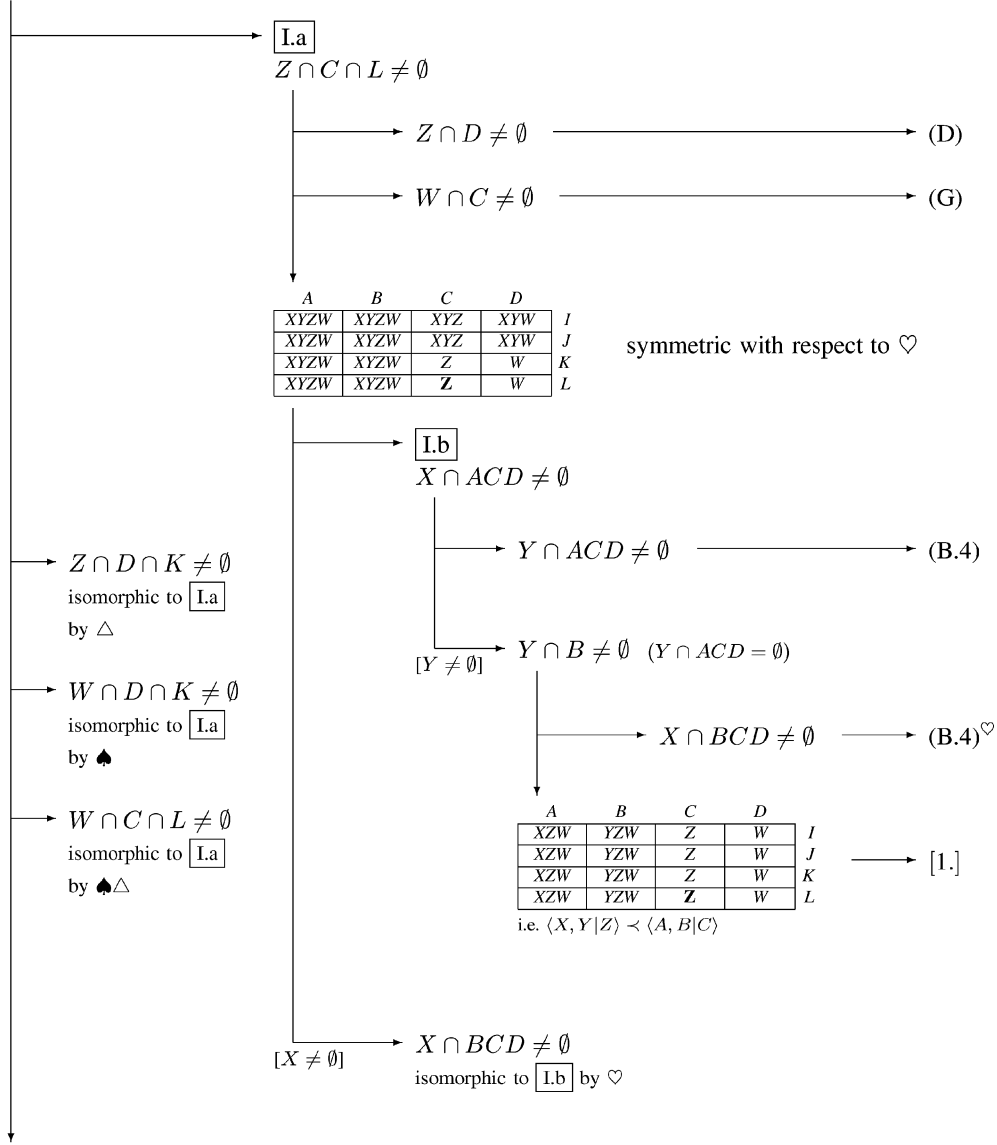 I.a
Z ∩ C ∩ L ≠ ∅
Z ∩ D ≠ ∅ (D)
W ∩ C ≠ ∅ (G)
A B C D
XYZW XYZW XYZ XYW I
XYZW XYZW XYZ XYW J
XYZW XYZW Z W K
XYZW XYZW Z W L
symmetric with respect to ♡
I.b
X ∩ ACD ≠ ∅
Y ∩ ACD ≠ ∅ (B.4)
Z ∩ D ∩ K ≠ ∅
isomorphic to I.a
by △
[Y ≠ ∅] Y ∩ B ≠ ∅ (Y ∩ ACD = ∅)
W ∩ D ∩ K ≠ ∅
isomorphic to I.a
by ♠
X ∩ BCD ≠ ∅ (B.4)♡
W ∩ C ∩ L ≠ ∅
isomorphic to I.a
by ♠△
A B C D
XZW YZW Z W I
XZW YZW Z W J
XZW YZW Z W K
XZW YZW Z W L
[1.]
i.e. ⟨X, Y|Z⟩ ≺ ⟨A, B|C⟩
[X ≠ ∅] X ∩ BCD ≠ ∅
isomorphic to I.b by ♡